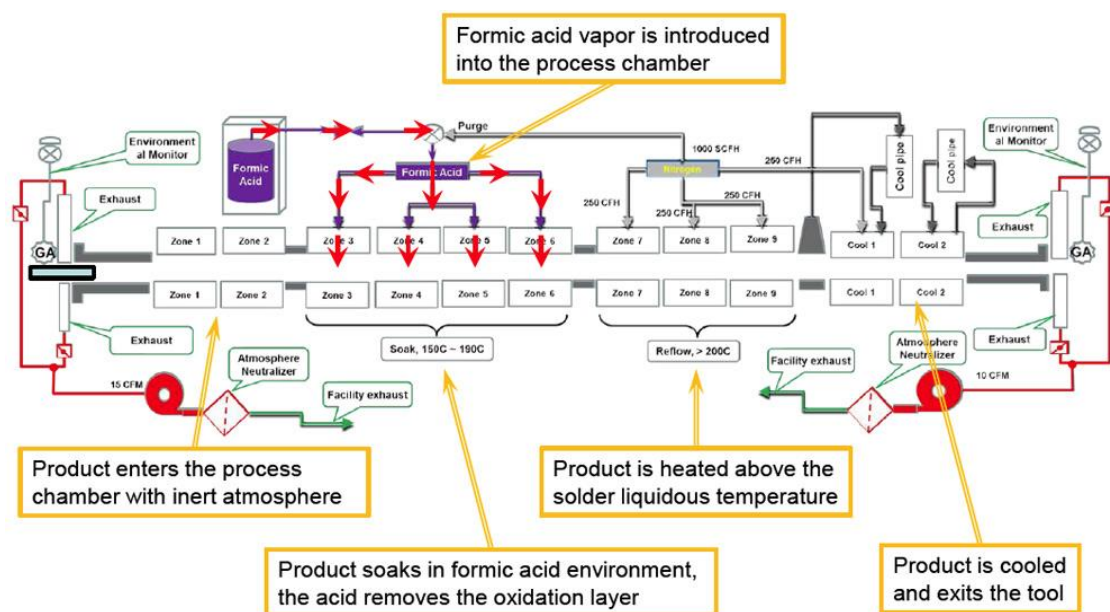 Formic acid vapor is introduced
into the process chamber
Purge
1000 SCFH
Environment
al Monitor
Formic
Acid
Formic Acid
Nitrogen
250 CFH
Cool pipe
Cool pipe
Environment
al Monitor
Exhaust
250 CFH
250 CFH
250 CFH
Exhaust
GA
Zone 1
Zone 2
Zone 3
Zone 4
Zone 5
Zone 6
Zone 7
Zone 8
Zone 9
Cool 1
Cool 2
GA
Zone 1
Zone 2
Zone 3
Zone 4
Zone 5
Zone 6
Zone 7
Zone 8
Zone 9
Cool 1
Cool 2
Exhaust
Soak, 150C ~ 190C
Reflow, > 200C
Exhaust
Atmosphere
Neutralizer
Atmosphere
Neutralizer
15 CFM
Facility exhaust
Facility exhaust
10 CFM
Product enters the process
chamber with inert atmosphere
Product is heated above the
solder liquidous temperature
Product soaks in formic acid environment,
the acid removes the oxidation layer
Product is cooled
and exits the tool